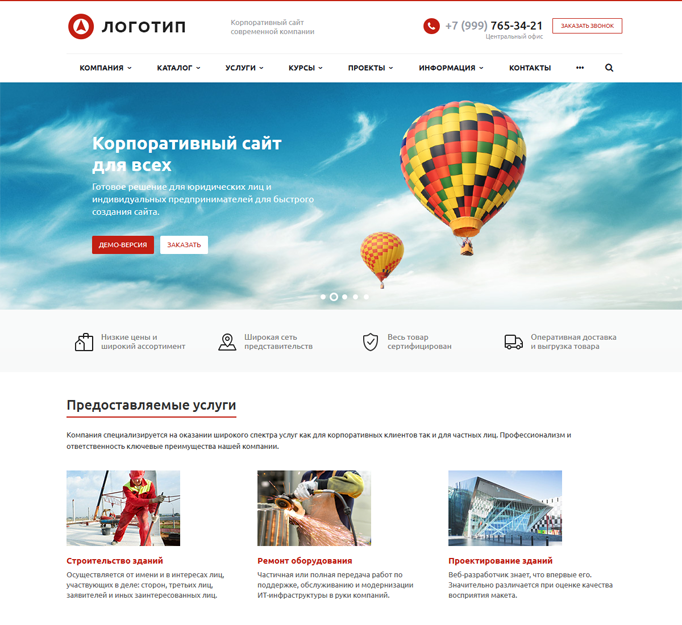 ЛОГОТИП
Корпоративный сайт
современной компании
+7 (999) 765-34-21
Центральный офис
ЗАКАЗАТЬ ЗВОНОК
КОМПАНИЯ КАТАЛОГ УСЛУГИ КУРСЫ ПРОЕКТЫ ИНФОРМАЦИЯ КОНТАКТЫ •••
Корпоративный сайт
для всех
Готовое решение для юридических лиц и
индивидуальных предпринимателей для быстрого
создания сайта.
ДЕМО-ВЕРСИЯ ЗАКАЗАТЬ
Низкие цены и
широкий ассортимент
Широкая сеть
представительств
Весь товар
сертифицирован
Оперативная доставка
и выгрузка товара
Предоставляемые услуги
Компания специализируется на оказании широкого спектра услуг как для корпоративных клиентов так и для частных лиц. Профессионализм и
ответственность ключевые преимущества нашей компании.
Строительство зданий
Осуществляется от имени и в интересах лиц,
участвующих в деле: сторон, третьих лиц,
заявителей и иных заинтересованных лиц.
Ремонт оборудования
Частичная или полная передача работ по
поддержке, обслуживанию и модернизации
ИТ-инфраструктуры в руки компаний.
Проектирование зданий
Веб-разработчик знает, что впервые его.
Значительно различается при оценке качества
восприятия макета.